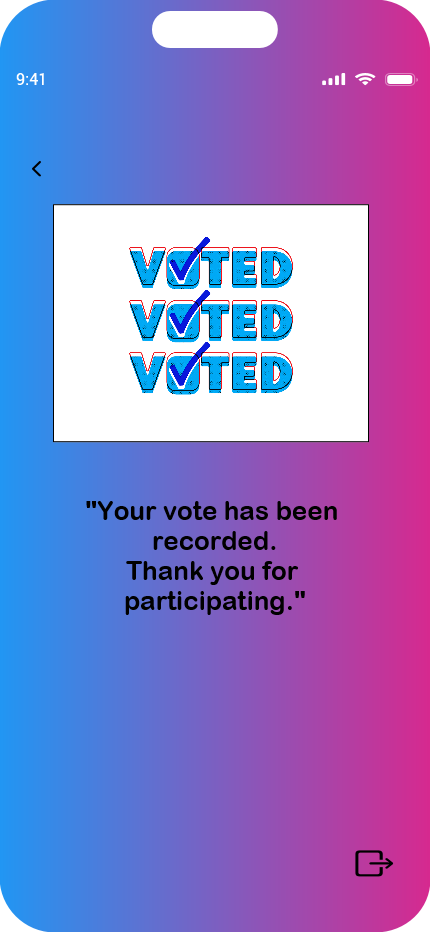 9:41
VOTED
VOTED
VOTED
"Your vote has been
recorded.
Thank you for
participating."